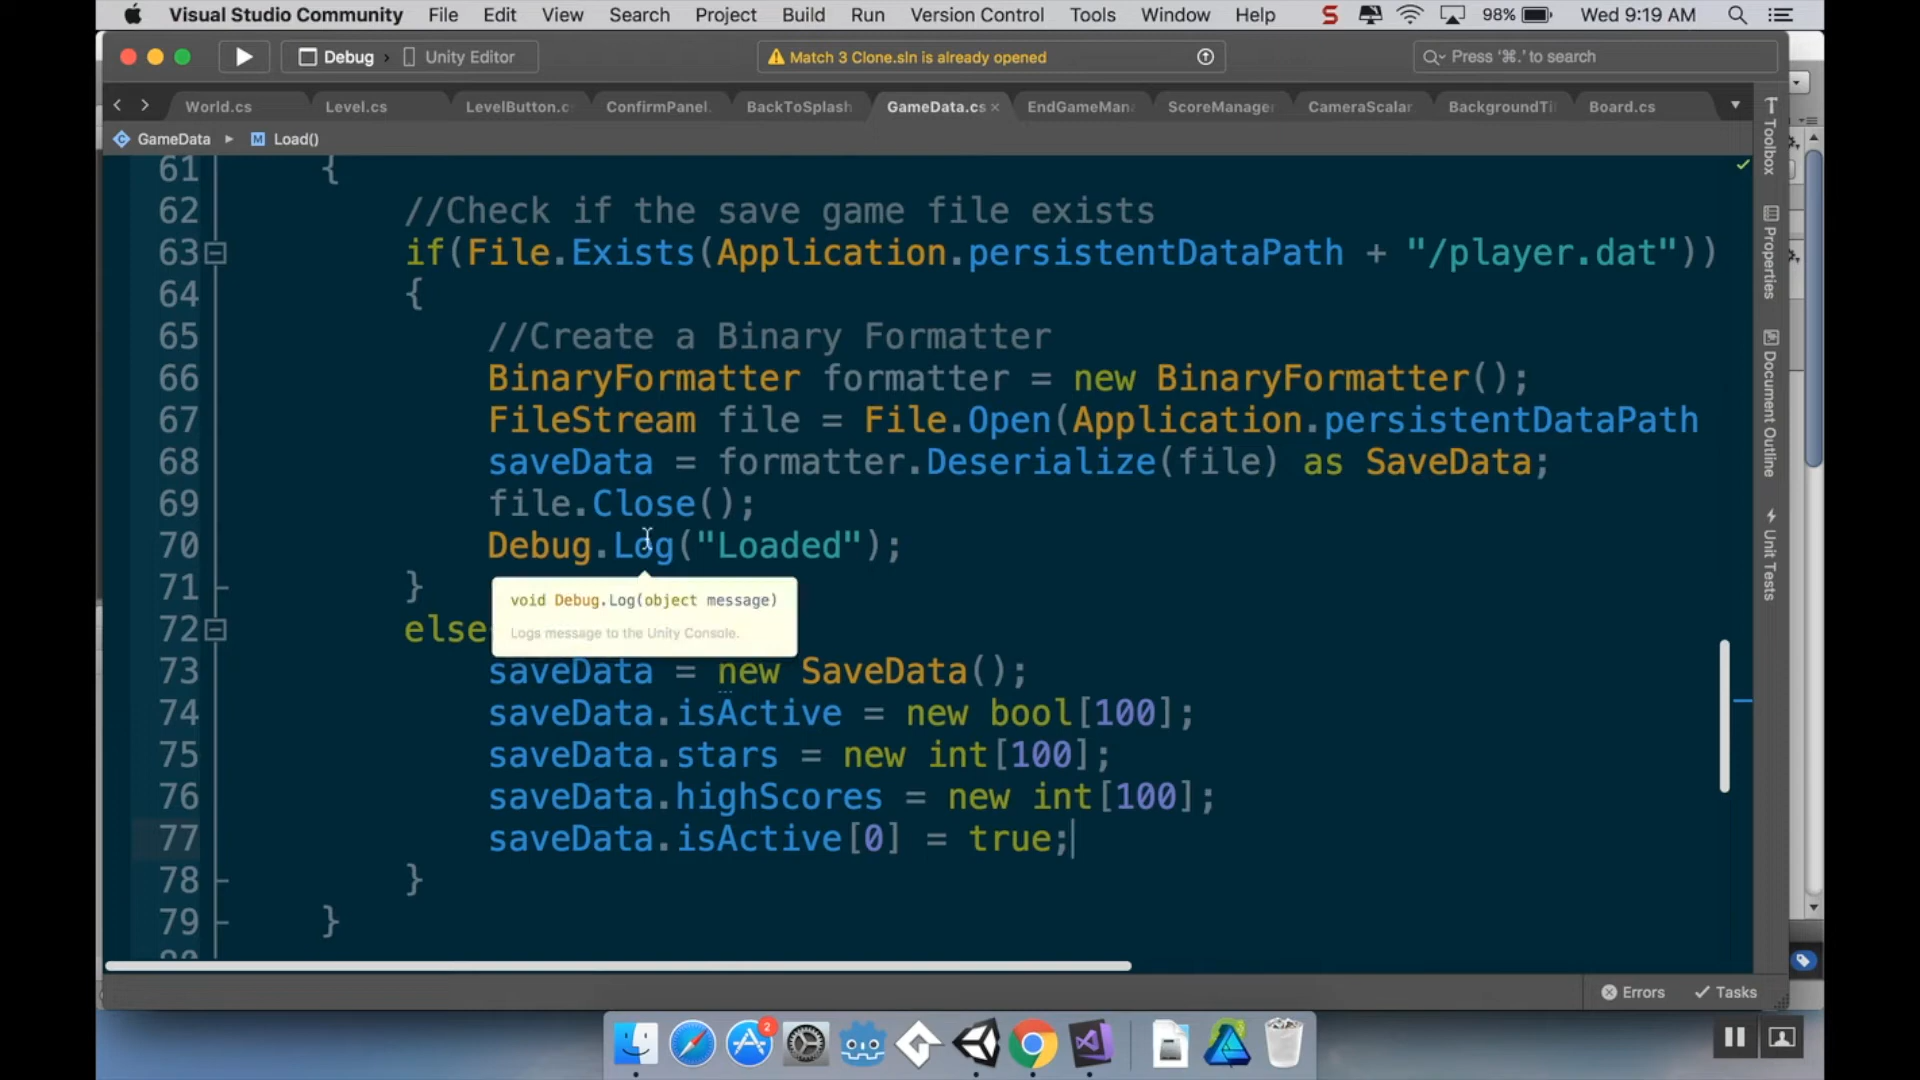 Visual Studio Community File Edit View Search Project Build Run Version Control Tools Window Help S 98% Wed 9:19 AM
Debug › Unity Editor
Match 3 Clone.sln is already opened
Press '⌘.' to search
World.cs Level.cs LevelButton.c ConfirmPanel. BackToSplash GameData.cs × EndGameMan ScoreManager CameraScalar BackgroundTi Board.cs
GameData ▸ M Load()
61 {
62 //Check if the save game file exists
63 if(File.Exists(Application.persistentDataPath + "/player.dat"))
64 {
65 //Create a Binary Formatter
66 BinaryFormatter formatter = new BinaryFormatter();
67 FileStream file = File.Open(Application.persistentDataPath
68 saveData = formatter.Deserialize(file) as SaveData;
69 file.Close();
70 Debug.Log("Loaded");
71 }
void Debug.Log(object message)
Logs message to the Unity Console.
72 else
73 saveData = new SaveData();
74 saveData.isActive = new bool[100];
75 saveData.stars = new int[100];
76 saveData.highScores = new int[100];
77 saveData.isActive[0] = true;
78 }
79 }
Toolbox
Properties
Document Outline
Unit Tests
Errors Tasks
2